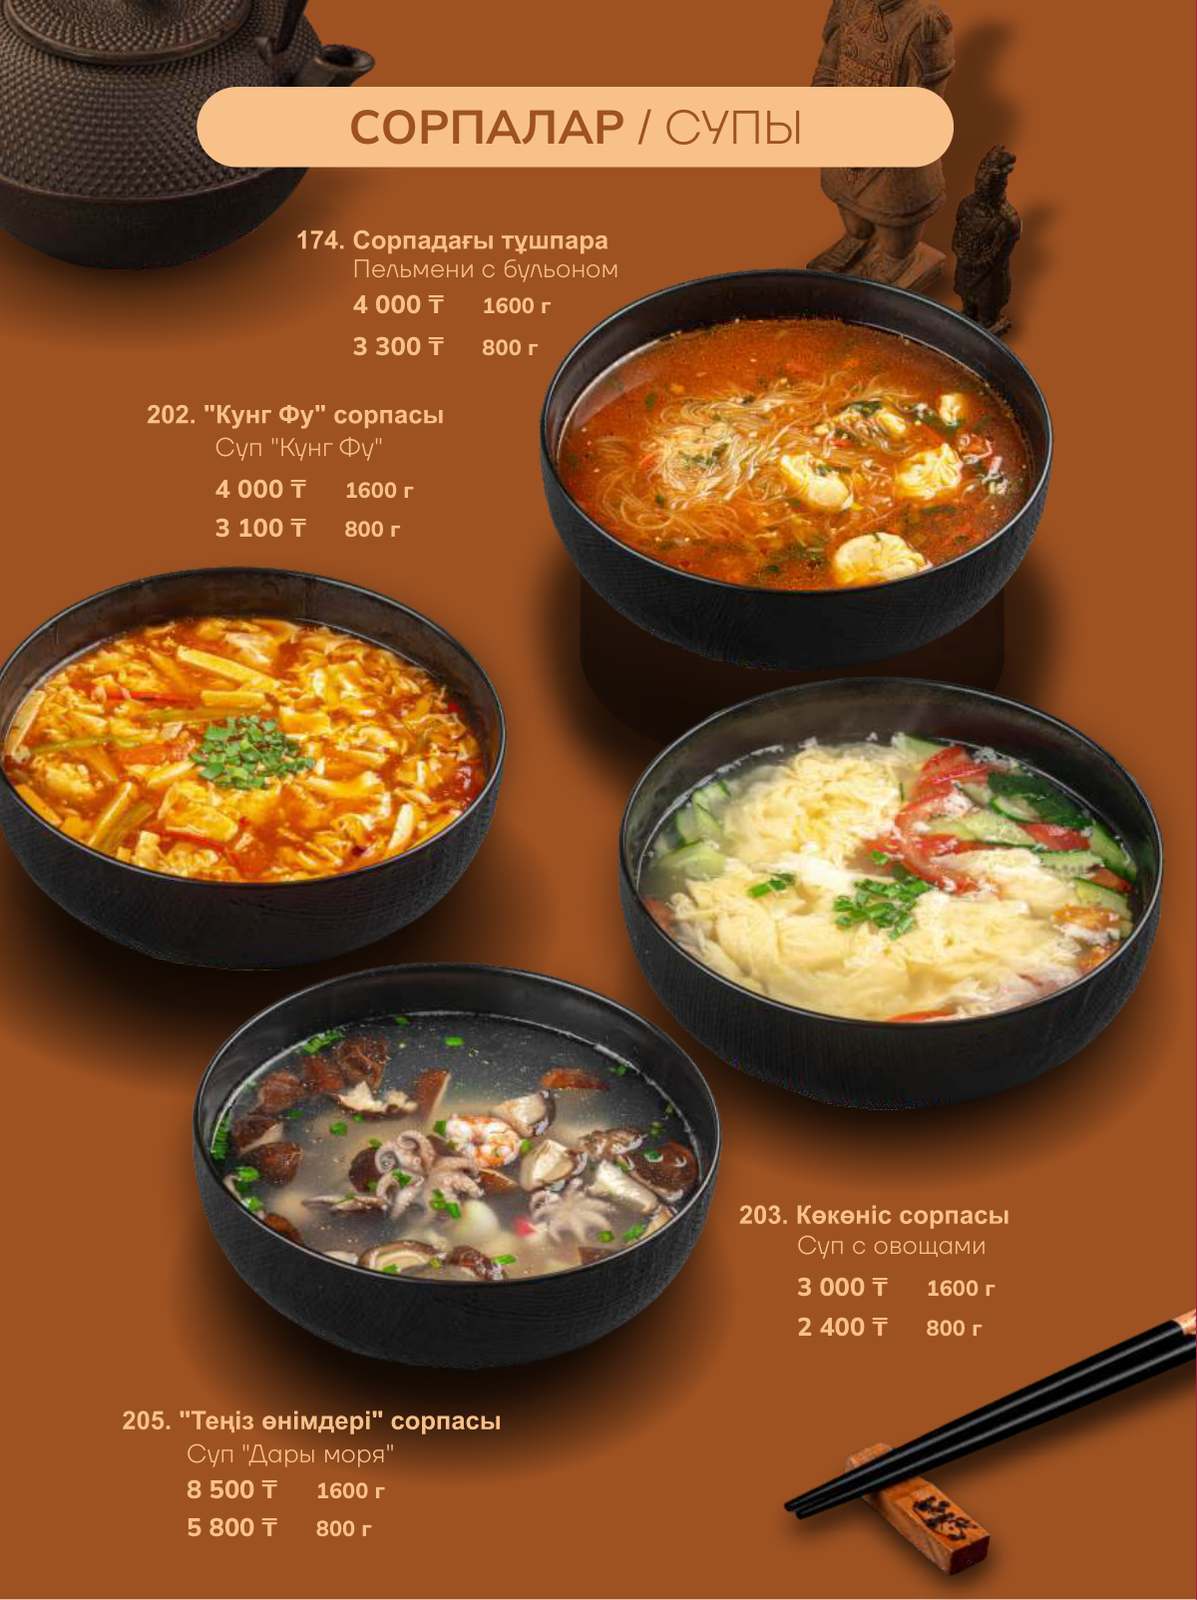 СОРПАЛАР / СУПЫ
174. Сорпадағы тұшпара
Пельмени с бульоном
4 000 ₸ 1600 г
3 300 ₸ 800 г
202. "Кунг Фу" сорпасы
Суп "Кунг Фу"
4 000 ₸ 1600 г
3 100 ₸ 800 г
203. Көкөніс сорпасы
Суп с овощами
3 000 ₸ 1600 г
2 400 ₸ 800 г
205. "Теңіз өнімдері" сорпасы
Суп "Дары моря"
8 500 ₸ 1600 г
5 800 ₸ 800 г